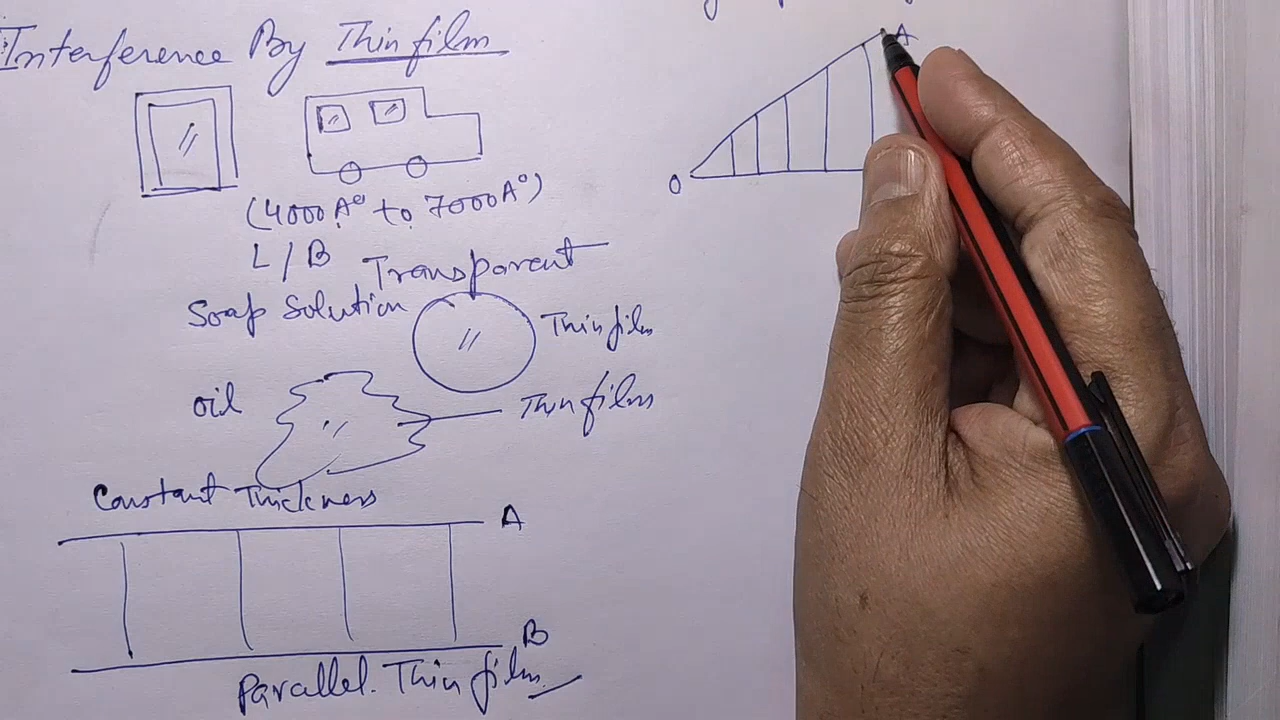 Interference By Thin film
(4000A° to 7000A°)
L/B
Transparent
Soap Solution
Thin film
oil
Thin films
Constant Thickness
A
B
Parallel. Thin film
A
O